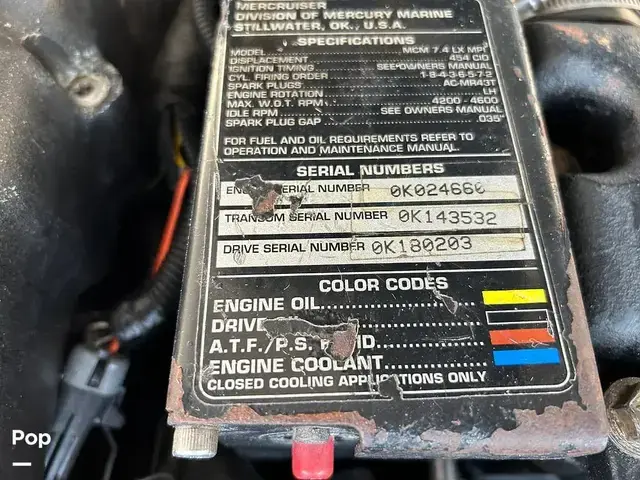 MERCRUISER
DIVISION OF MERCURY MARINE
STILLWATER, OK., U.S.A.
SPECIFICATIONS
MODEL MCM 7.4 LX MPI
DISPLACEMENT 454 CID
IGNITION TIMING SEE OWNERS MANUAL
CYL. FIRING ORDER 1-8-4-3-6-5-7-2
SPARK PLUGS AC-MR43T
ENGINE ROTATION LH
MAX. W.O.T. RPM 4200 - 4600
IDLE RPM SEE OWNERS MANUAL
SPARK PLUG GAP .035"
FOR FUEL AND OIL REQUIREMENTS REFER TO
OPERATION AND MAINTENANCE MANUAL.
SERIAL NUMBERS
SERIAL NUMBER
TRANSOM SERIAL NUMBER 0K143532
DRIVE SERIAL NUMBER 0K180203
COLOR CODES
ENGINE OIL
DRIVE
A.T.F./P.S.
ENGINE COOLANT
CLOSED COOLING APPLICATIONS ONLY
Pop